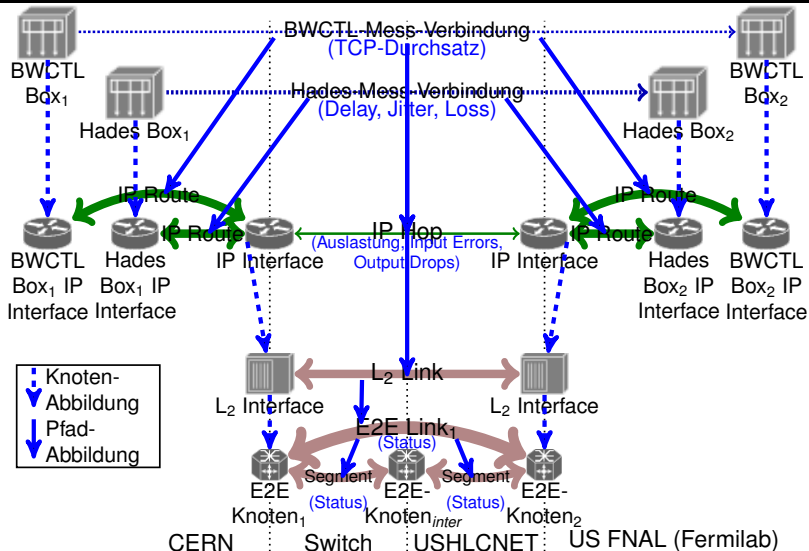 BWCTL-Mess-Verbindung
(TCP-Durchsatz)
BWCTL
Box1
BWCTL
Box2
Hades-Mess-Verbindung
(Delay, Jitter, Loss)
Hades Box1
Hades Box2
IP Route
IP Route
IP Route
IP Hop
IP Route
(Auslastung, Input Errors,
Output Drops)
BWCTL
Box1 IP
Interface
Hades
Box1 IP
Interface
IP Interface
IP Interface
Hades
Box2 IP
Interface
BWCTL
Box2 IP
Interface
L2 Link
L2 Interface
L2 Interface
Knoten-
Abbildung
Pfad-
Abbildung
E2E Link1
(Status)
Segment
(Status)
Segment
(Status)
E2E
Knoten1
E2E-
Knoteninter
E2E-
Knoten2
CERN
Switch
USHLCNET
US FNAL (Fermilab)